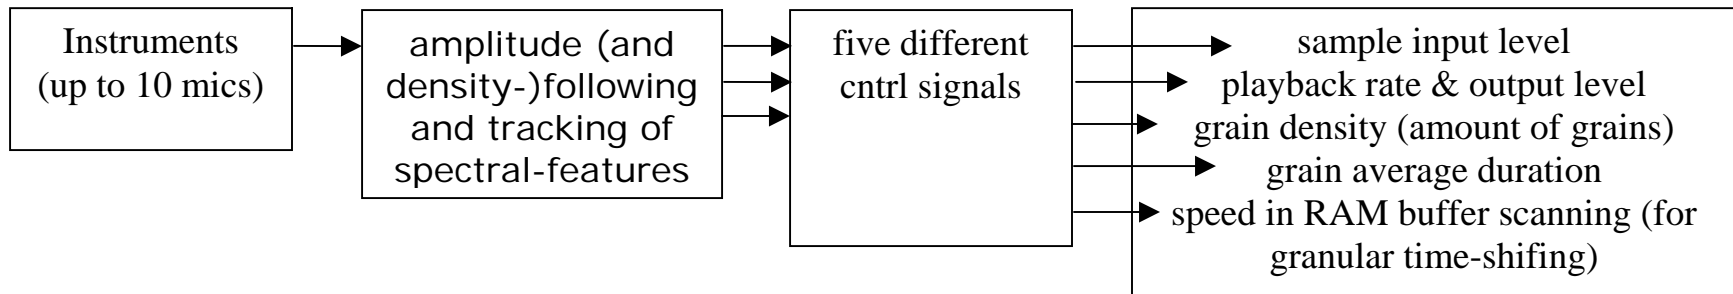 Instruments
(up to 10 mics)
amplitude (and
density-)following
and tracking of
spectral-features
five different
cntrl signals
sample input level
playback rate & output level
grain density (amount of grains)
grain average duration
speed in RAM buffer scanning (for
granular time-shifing)